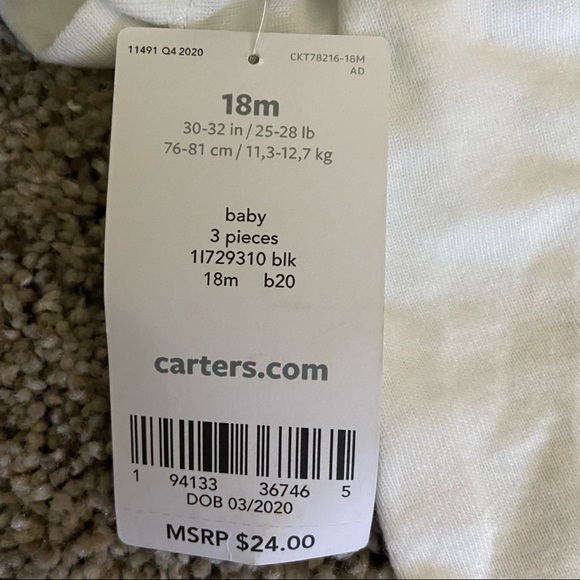 11491 Q4 2020
CKT78216-18M
AD
18m
30-32 in / 25-28 lb
76-81 cm / 11,3-12,7 kg
baby
3 pieces
1I729310 blk
18m b20
carters.com
1 94133 36746 5
DOB 03/2020
MSRP $24.00